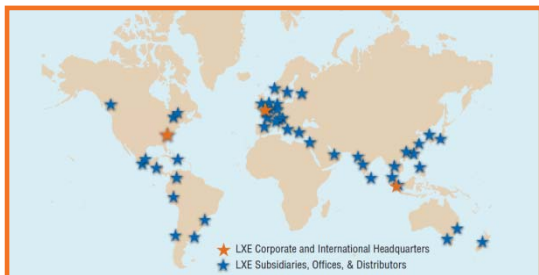 LXE Corporate and International Headquarters
LXE Subsidiaries, Offices, & Distributors